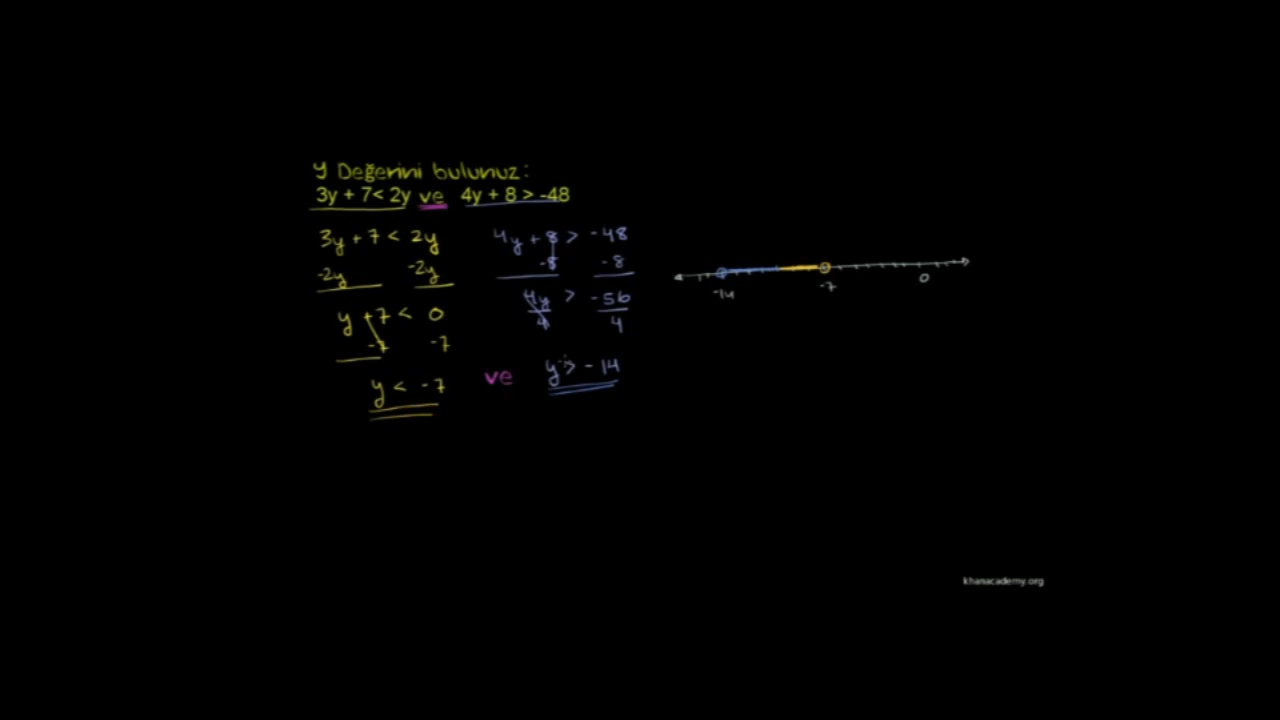 y Değerini bulunuz:
3y + 7< 2y ve 4y + 8 > -48
3y + 7 < 2y
-2y -2y
y +7 < 0
-7 -7
y < -7
ve
4y + 8 > -48
-8 -8
4y > -56
4 4
y > -14
-14 -7 0
khanacademy.org